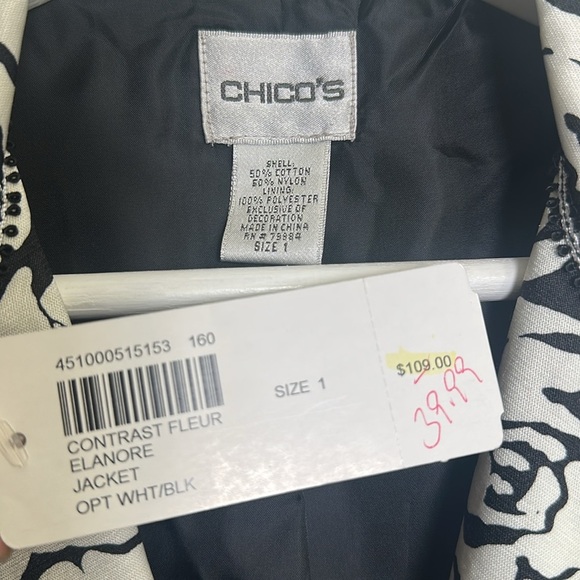 CHICO'S
SHELL:
50% COTTON
50% NYLON
LINING:
100% POLYESTER
EXCLUSIVE OF
DECORATION
MADE IN CHINA
RN # 79984
SIZE 1
451000515153 160
SIZE 1
$109.00
39.99
CONTRAST FLEUR
ELANORE
JACKET
OPT WHT/BLK